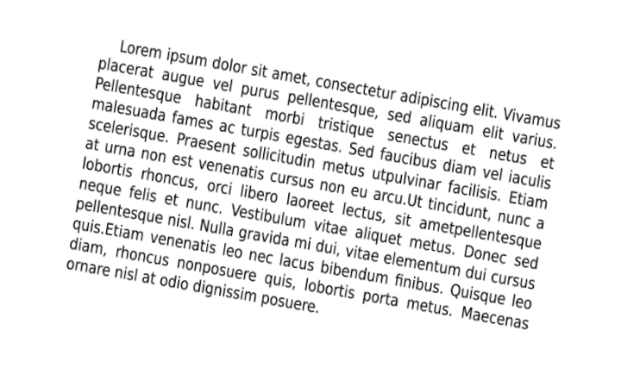 Lorem ipsum dolor sit amet, consectetur adipiscing elit. Vivamus
placerat augue vel purus pellentesque, sed aliquam elit varius.
Pellentesque habitant morbi tristique senectus et netus et
malesuada fames ac turpis egestas. Sed faucibus diam vel iaculis
scelerisque. Praesent sollicitudin metus utpulvinar facilisis. Etiam
at urna non est venenatis cursus non eu arcu.Ut tincidunt, nunc a
lobortis rhoncus, orci libero laoreet lectus, sit ametpellentesque
neque felis et nunc. Vestibulum vitae aliquet metus. Donec sed
pellentesque nisl. Nulla gravida mi dui, vitae elementum dui cursus
quis.Etiam venenatis leo nec lacus bibendum finibus. Quisque leo
diam, rhoncus nonposuere quis, lobortis porta metus. Maecenas
ornare nisl at odio dignissim posuere.